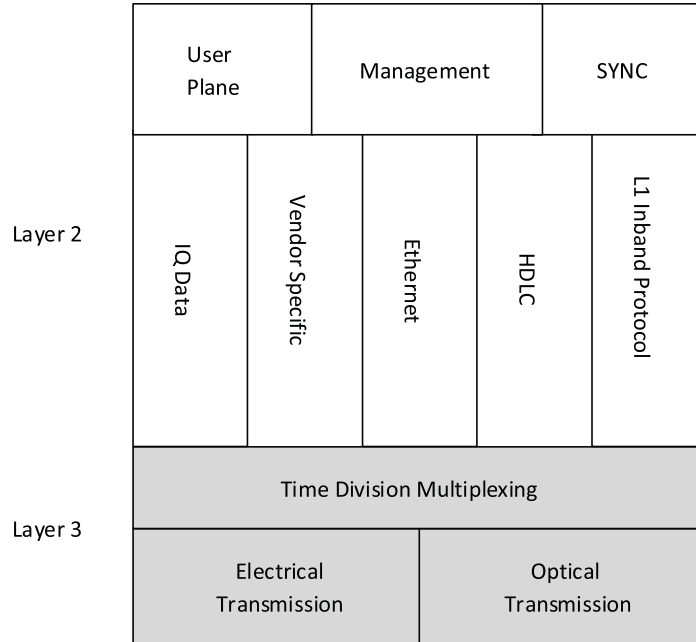 User
Plane
Management
SYNC
Layer 2
IQ Data
Vendor Specific
Ethernet
HDLC
L1 Inband Protocol
Layer 3
Time Division Multiplexing
Electrical
Transmission
Optical
Transmission